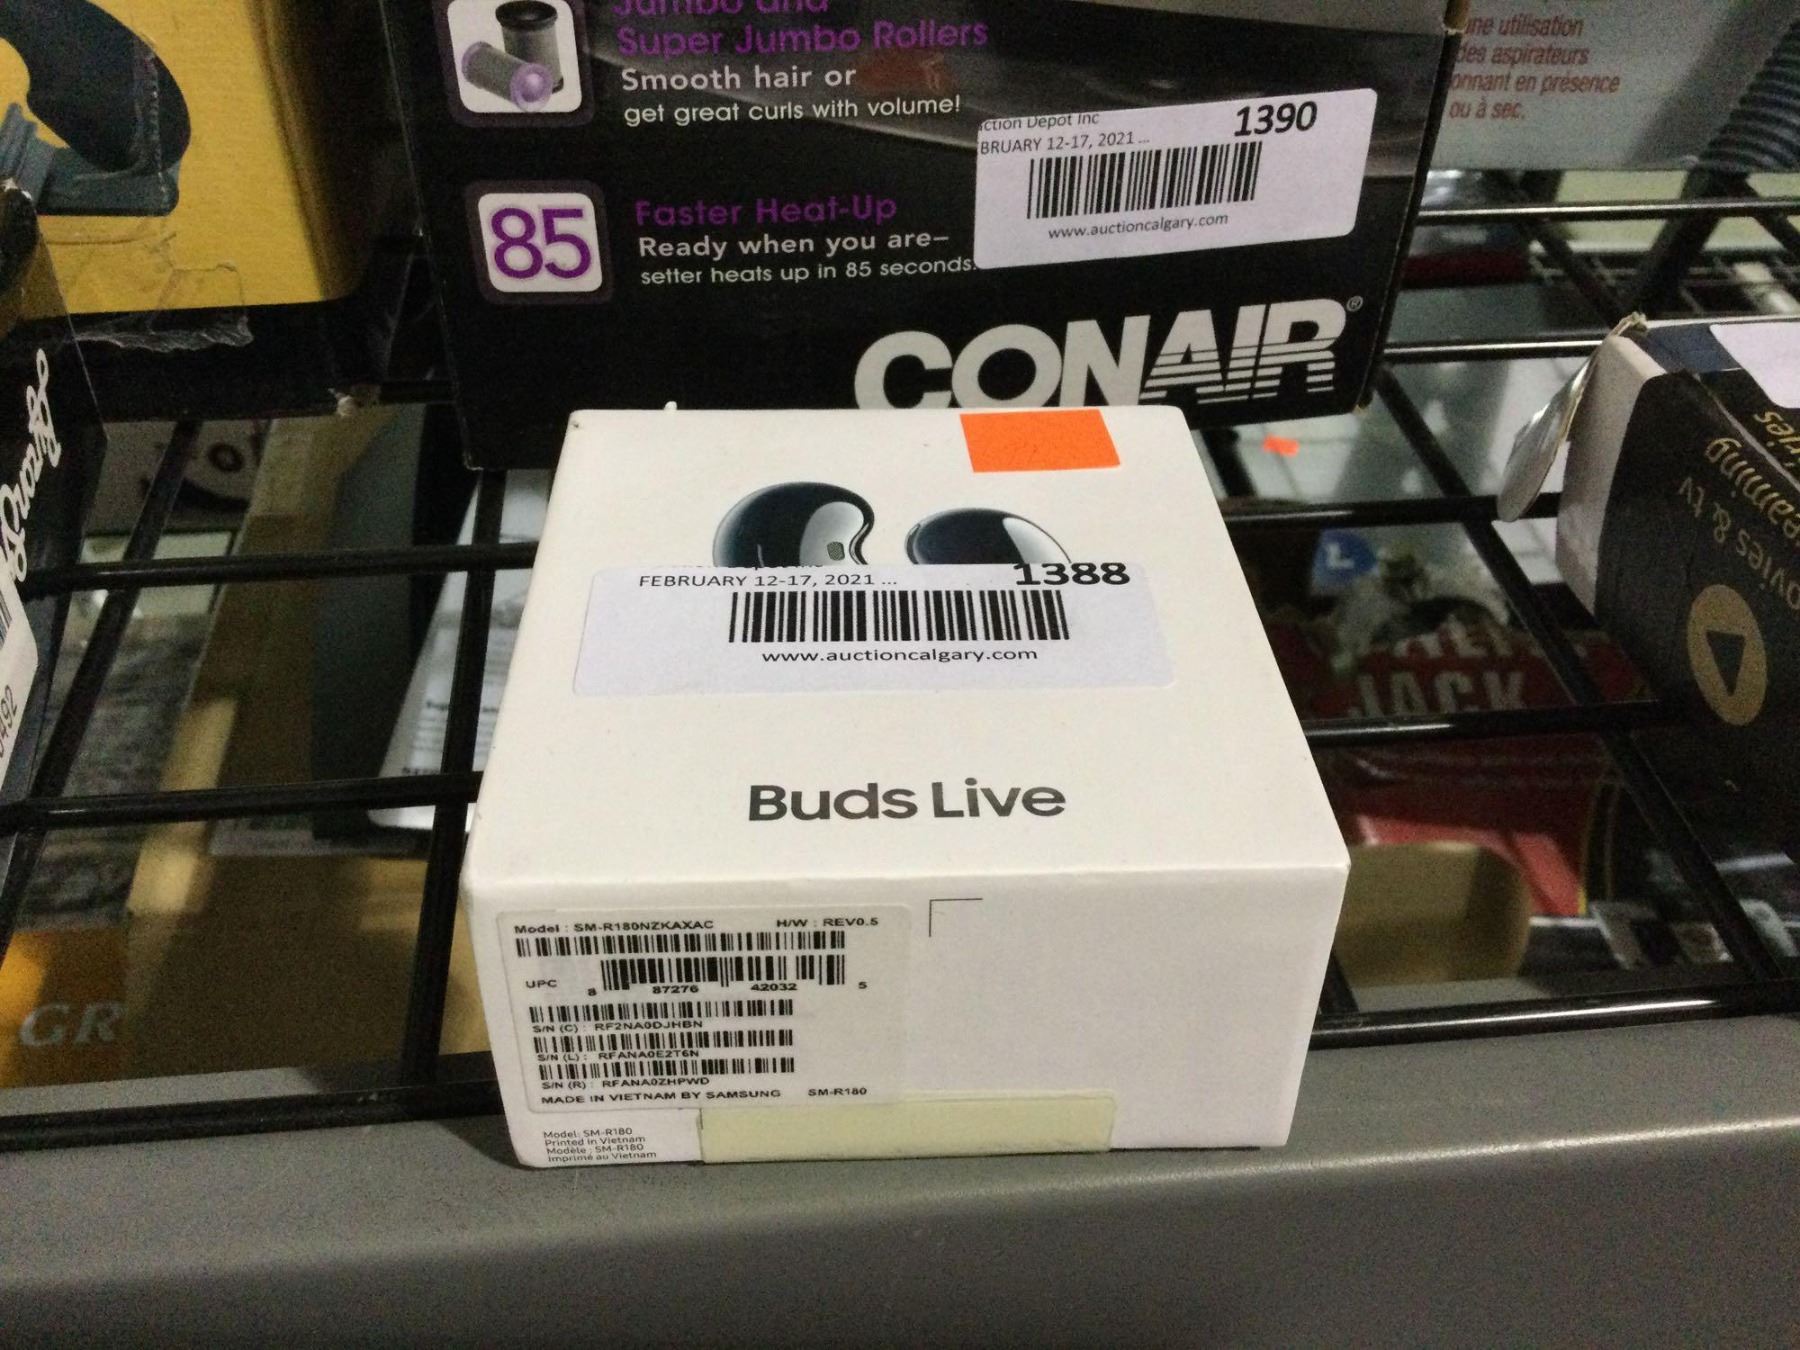 Super Jumbo Rollers
Smooth hair or
get great curls with volume!
85
Faster Heat-Up
Ready when you are–
setter heats up in 85 seconds.
ction Depot Inc
BRUARY 12-17, 2021 ...
1390
www.auctioncalgary.com
CONAIR®
une utilisation
des aspirateurs
onnant en présence
ou à sec.
FEBRUARY 12-17, 2021 ...
1388
www.auctioncalgary.com
Buds Live
Model : SM-R180NZKAXAC H/W : REV0.5
UPC 8 87276 42032 5
S/N (C) : RF2NA0DJHBN
S/N (L) : RFANA0E2T6N
S/N (R) : RFANA0ZHPWD
MADE IN VIETNAM BY SAMSUNG SM-R180
Model: SM-R180
Printed in Vietnam
Modèle : SM-R180
Imprimé au Vietnam
JACK
L
GR
movies & tv